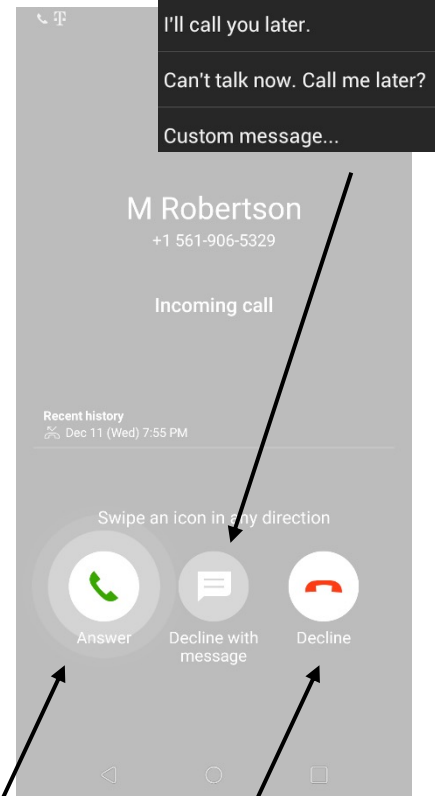 I'll call you later.
Can't talk now. Call me later?
Custom message...
M Robertson
+1 561-906-5329
Incoming call
Recent history
Dec 11 (Wed) 7:55 PM
Swipe an icon in any direction
Answer
Decline with
message
Decline